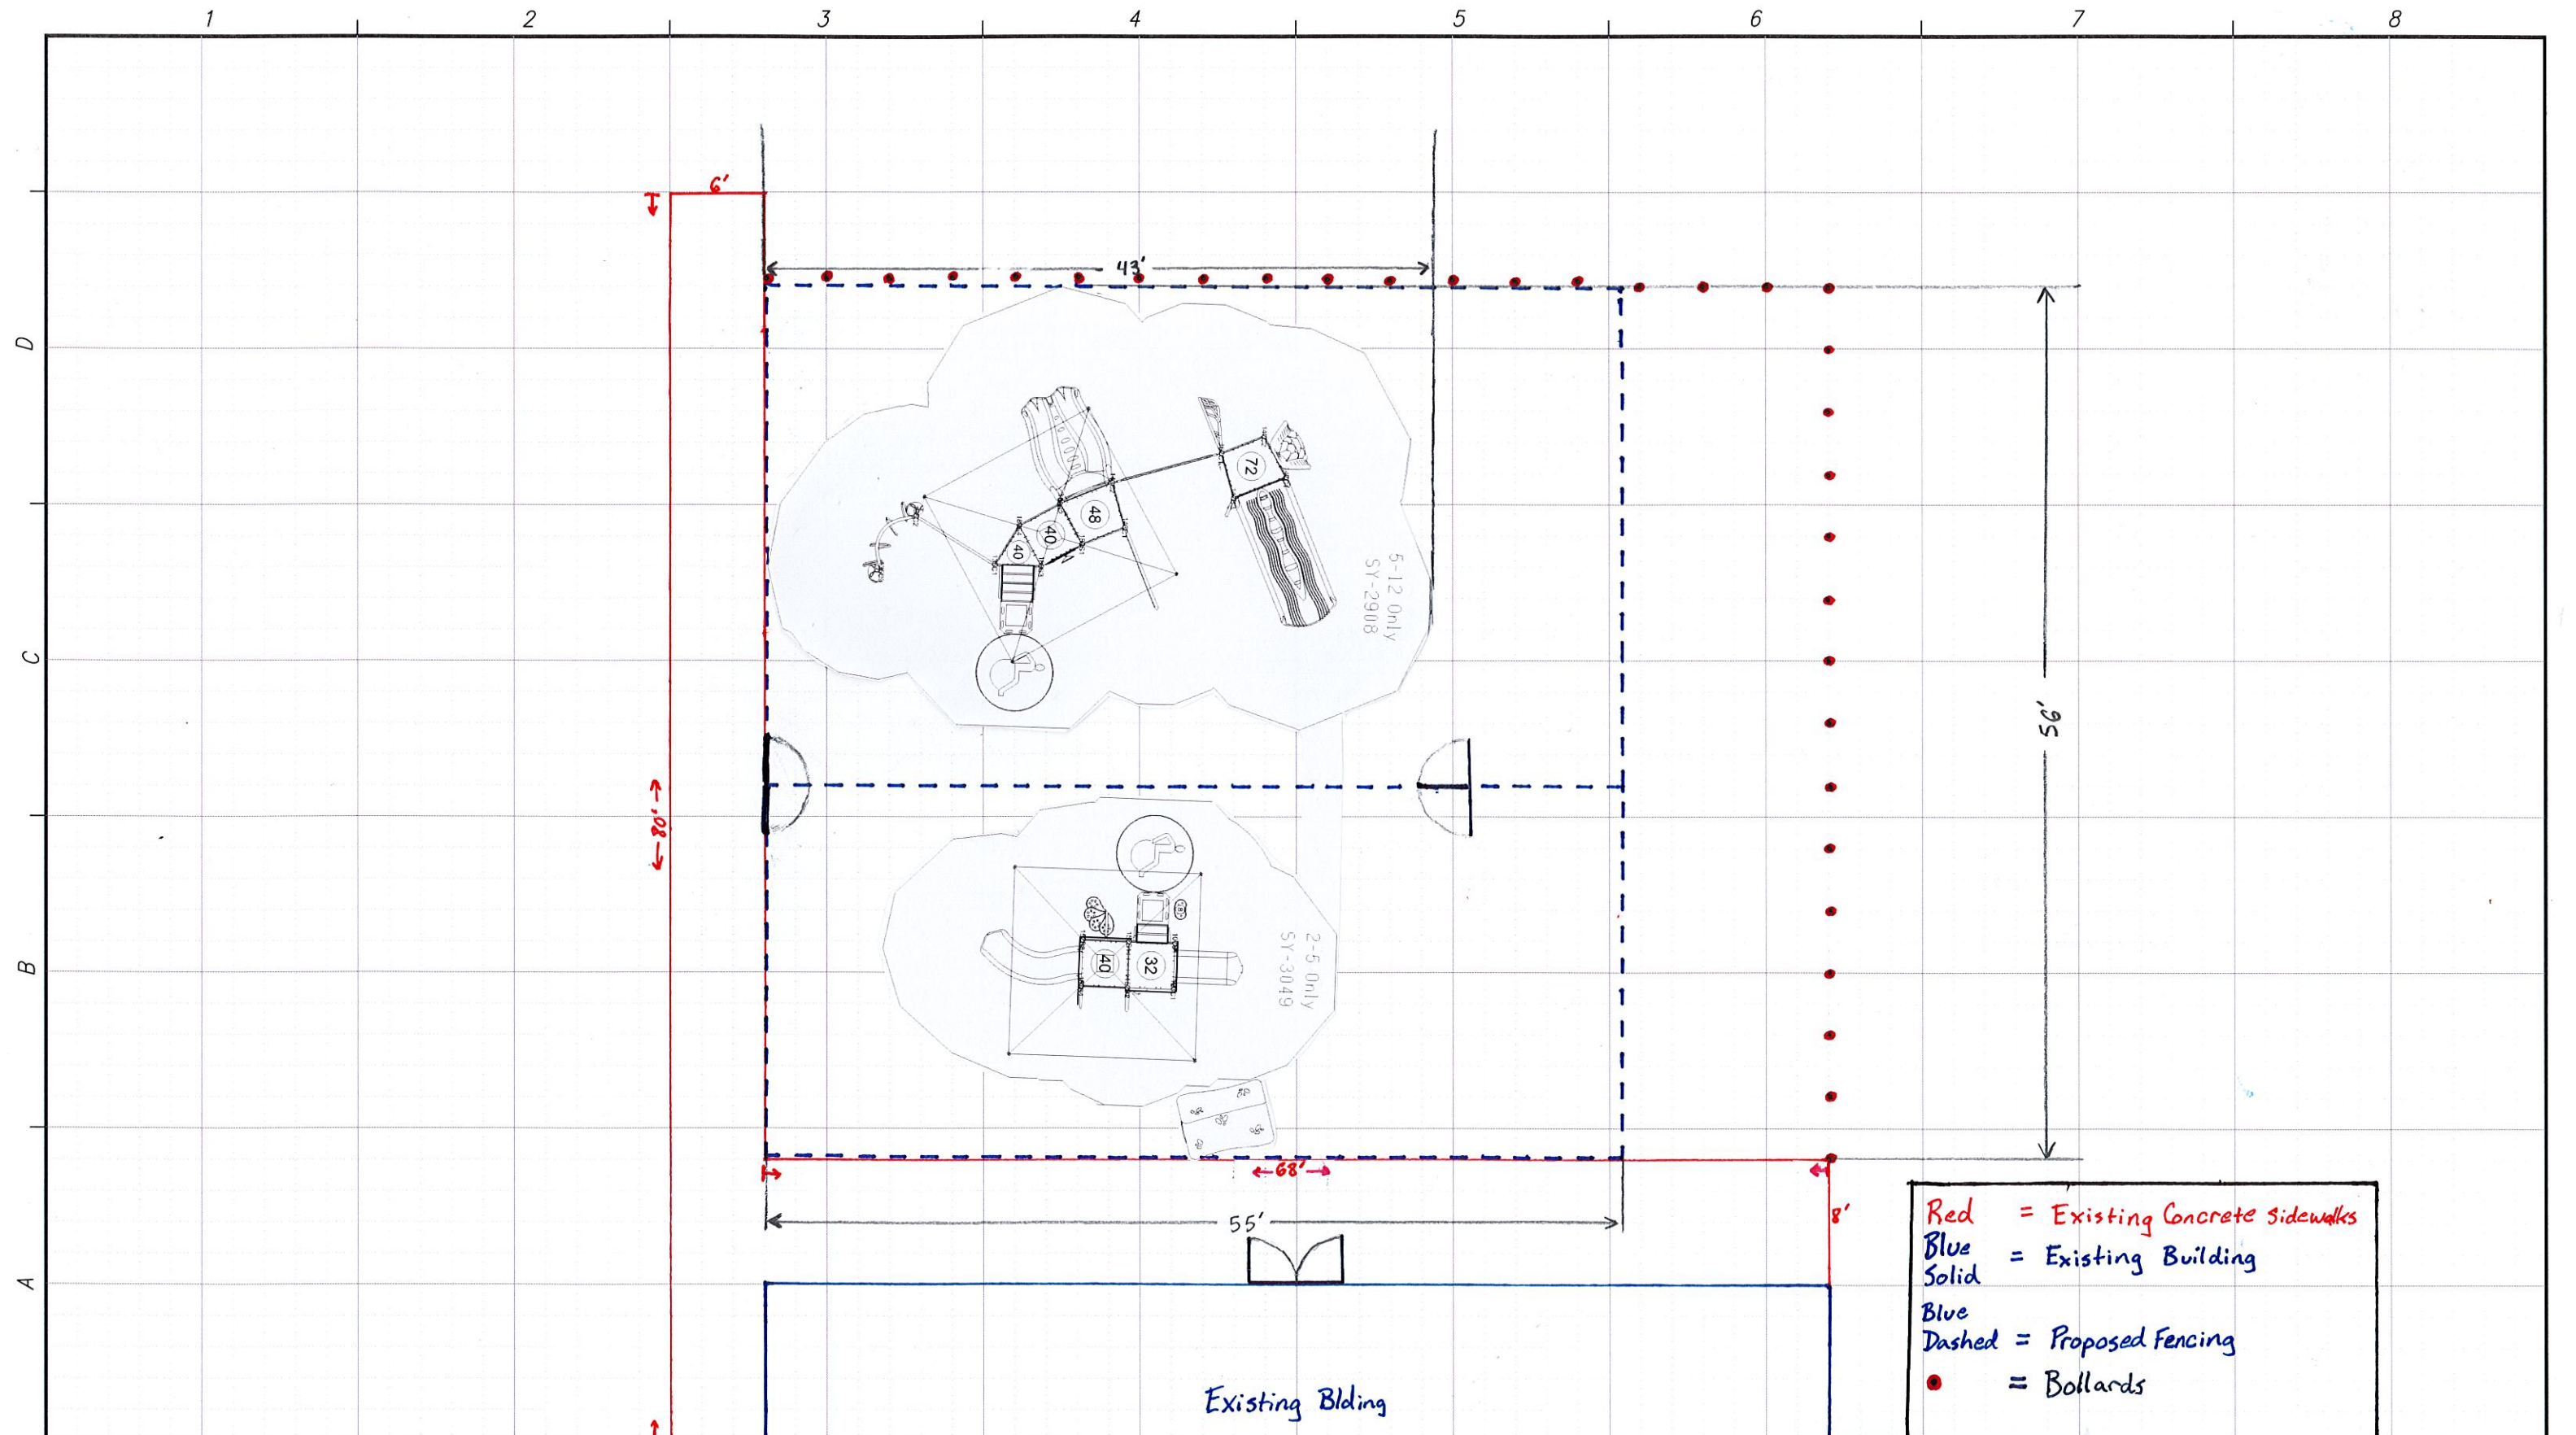 1 2 3 4 5 6 7 8
6'
43'
D
72
48
40
40
5-12 Only
SY-2908
C
56'
80'
32
40
2-5 Only
SY-3049
B
68'
55'
8'
A
Red = Existing Concrete Sidewalks
Blue
Solid = Existing Building
Blue
Dashed = Proposed Fencing
= Bollards
Existing Blding